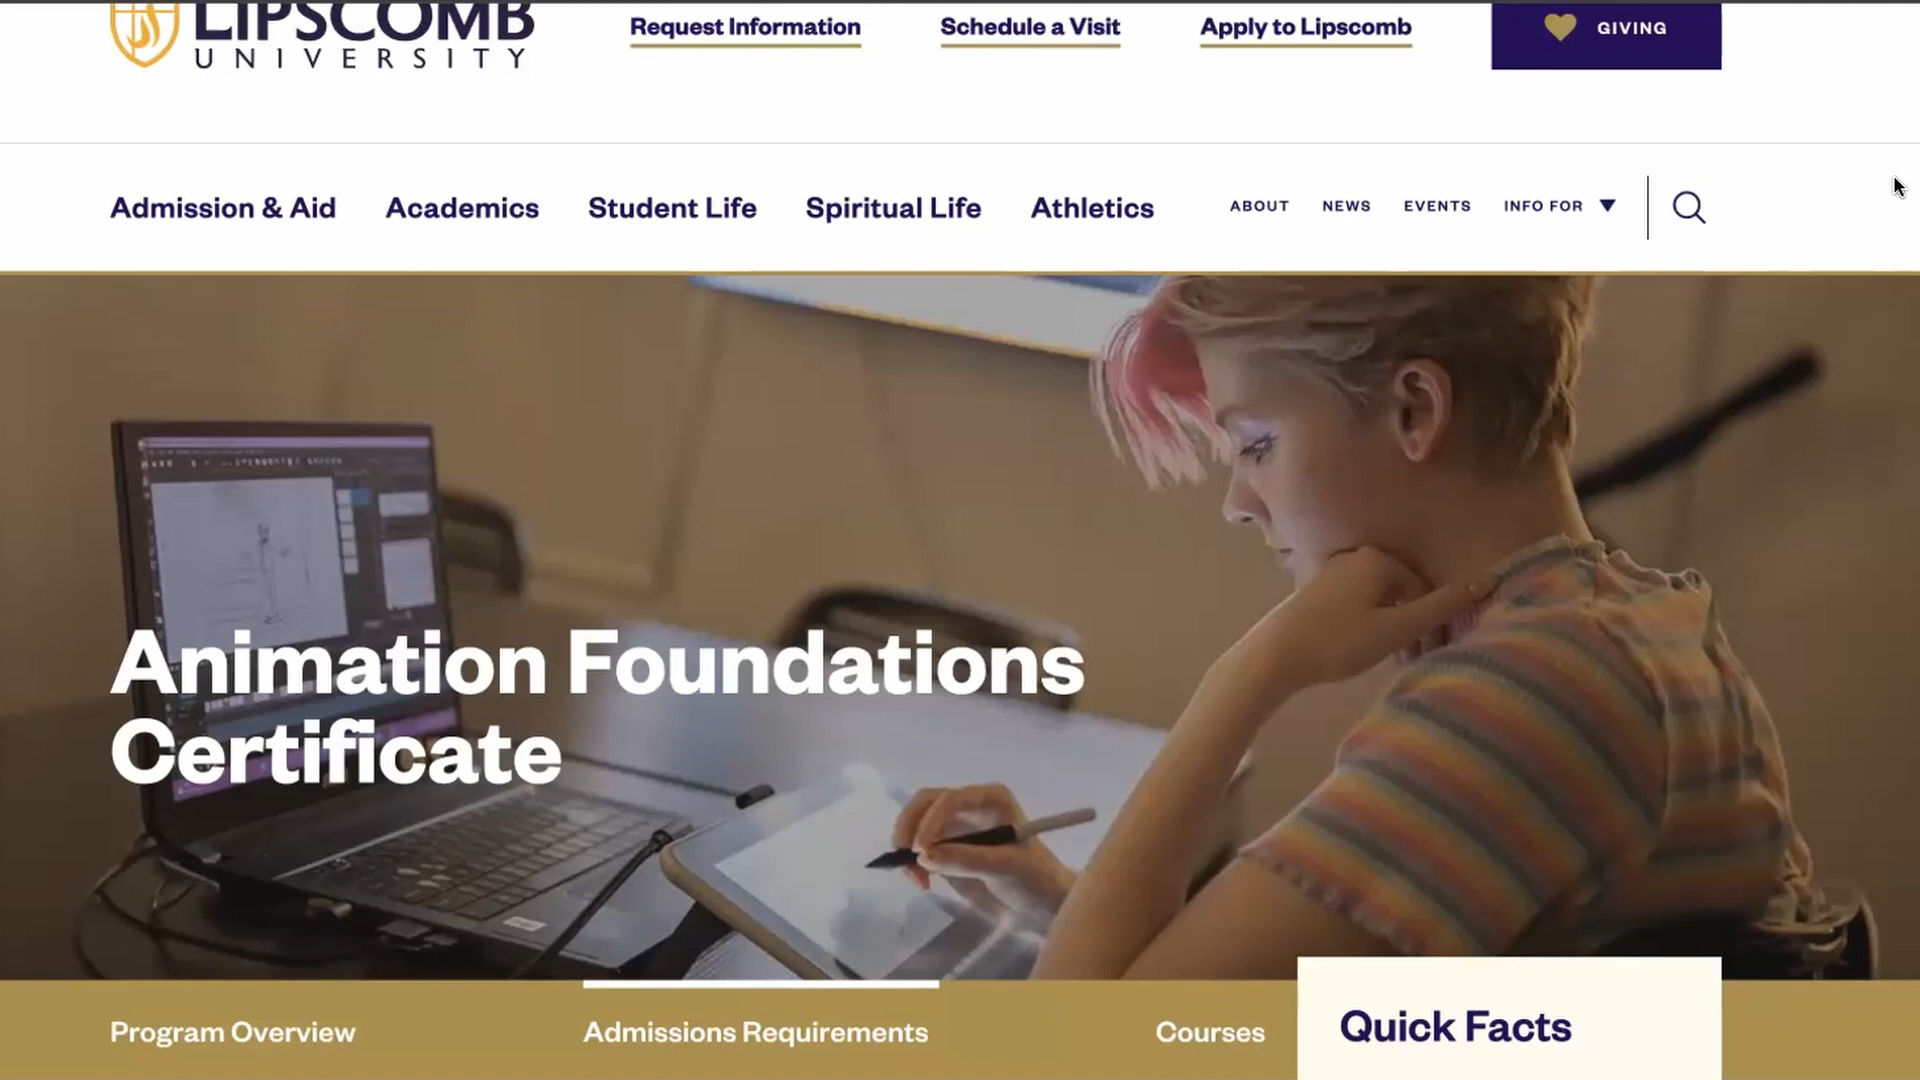 LIPSCOMB
UNIVERSITY
Request Information
Schedule a Visit
Apply to Lipscomb
GIVING
Admission & Aid
Academics
Student Life
Spiritual Life
Athletics
ABOUT
NEWS
EVENTS
INFO FOR
Animation Foundations
Certificate
Program Overview
Admissions Requirements
Courses
Quick Facts